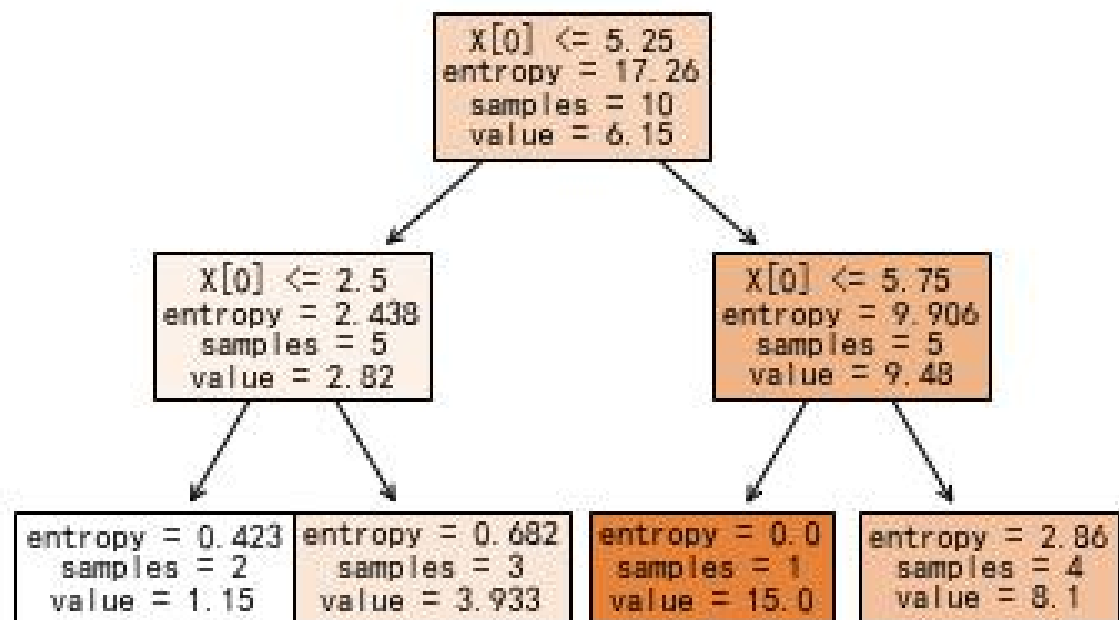 X[0] <= 5.25
entropy = 17.26
samples = 10
value = 6.15
X[0] <= 2.5
entropy = 2.438
samples = 5
value = 2.82
X[0] <= 5.75
entropy = 9.906
samples = 5
value = 9.48
entropy = 0.423
samples = 2
value = 1.15
entropy = 0.682
samples = 3
value = 3.933
entropy = 0.0
samples = 1
value = 15.0
entropy = 2.86
samples = 4
value = 8.1